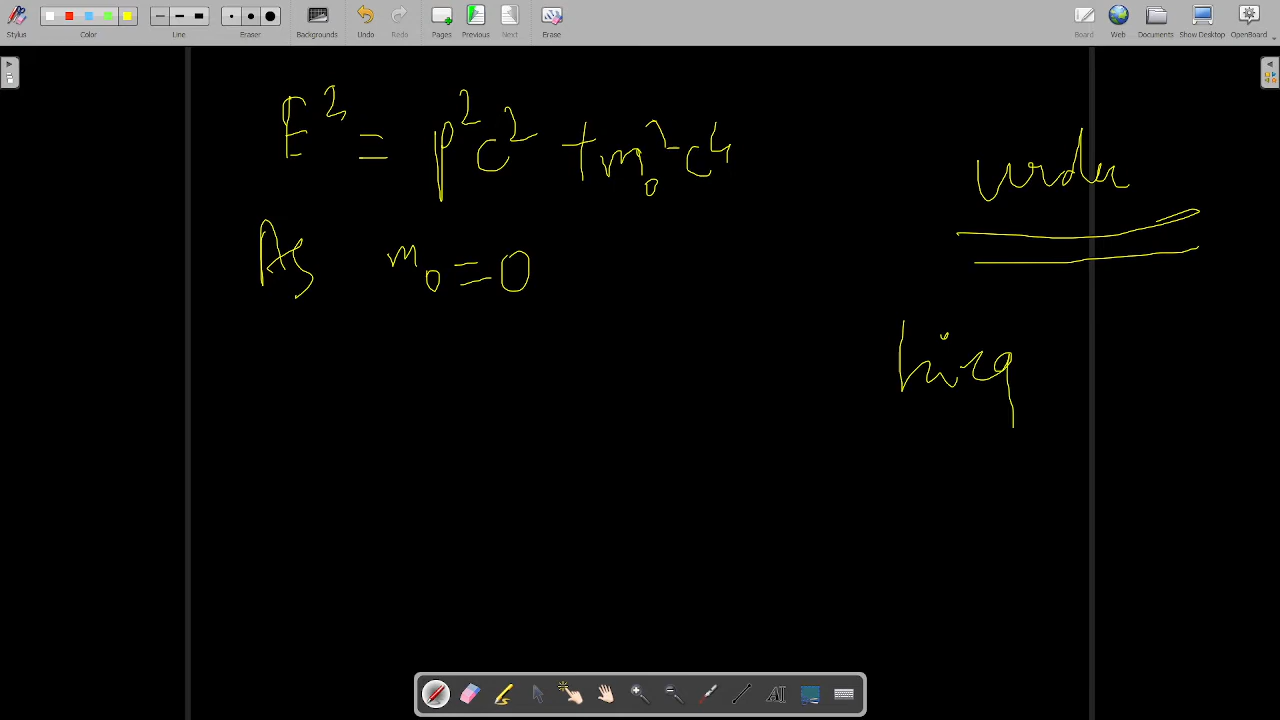 Stylus Color Line Eraser Backgrounds Undo Redo Pages Previous Next Erase Board Web Documents Show Desktop OpenBoard
E² = p²c² + m₀²c⁴
urdu
As m₀ = 0